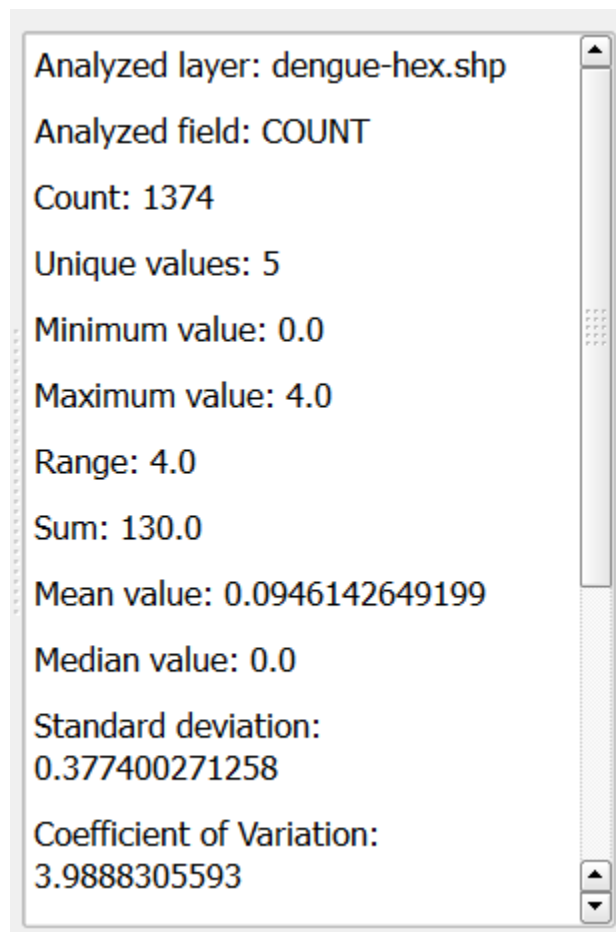 Analyzed layer: dengue-hex.shp
Analyzed field: COUNT
Count: 1374
Unique values: 5
Minimum value: 0.0
Maximum value: 4.0
Range: 4.0
Sum: 130.0
Mean value: 0.0946142649199
Median value: 0.0
Standard deviation:
0.377400271258
Coefficient of Variation:
3.9888305593